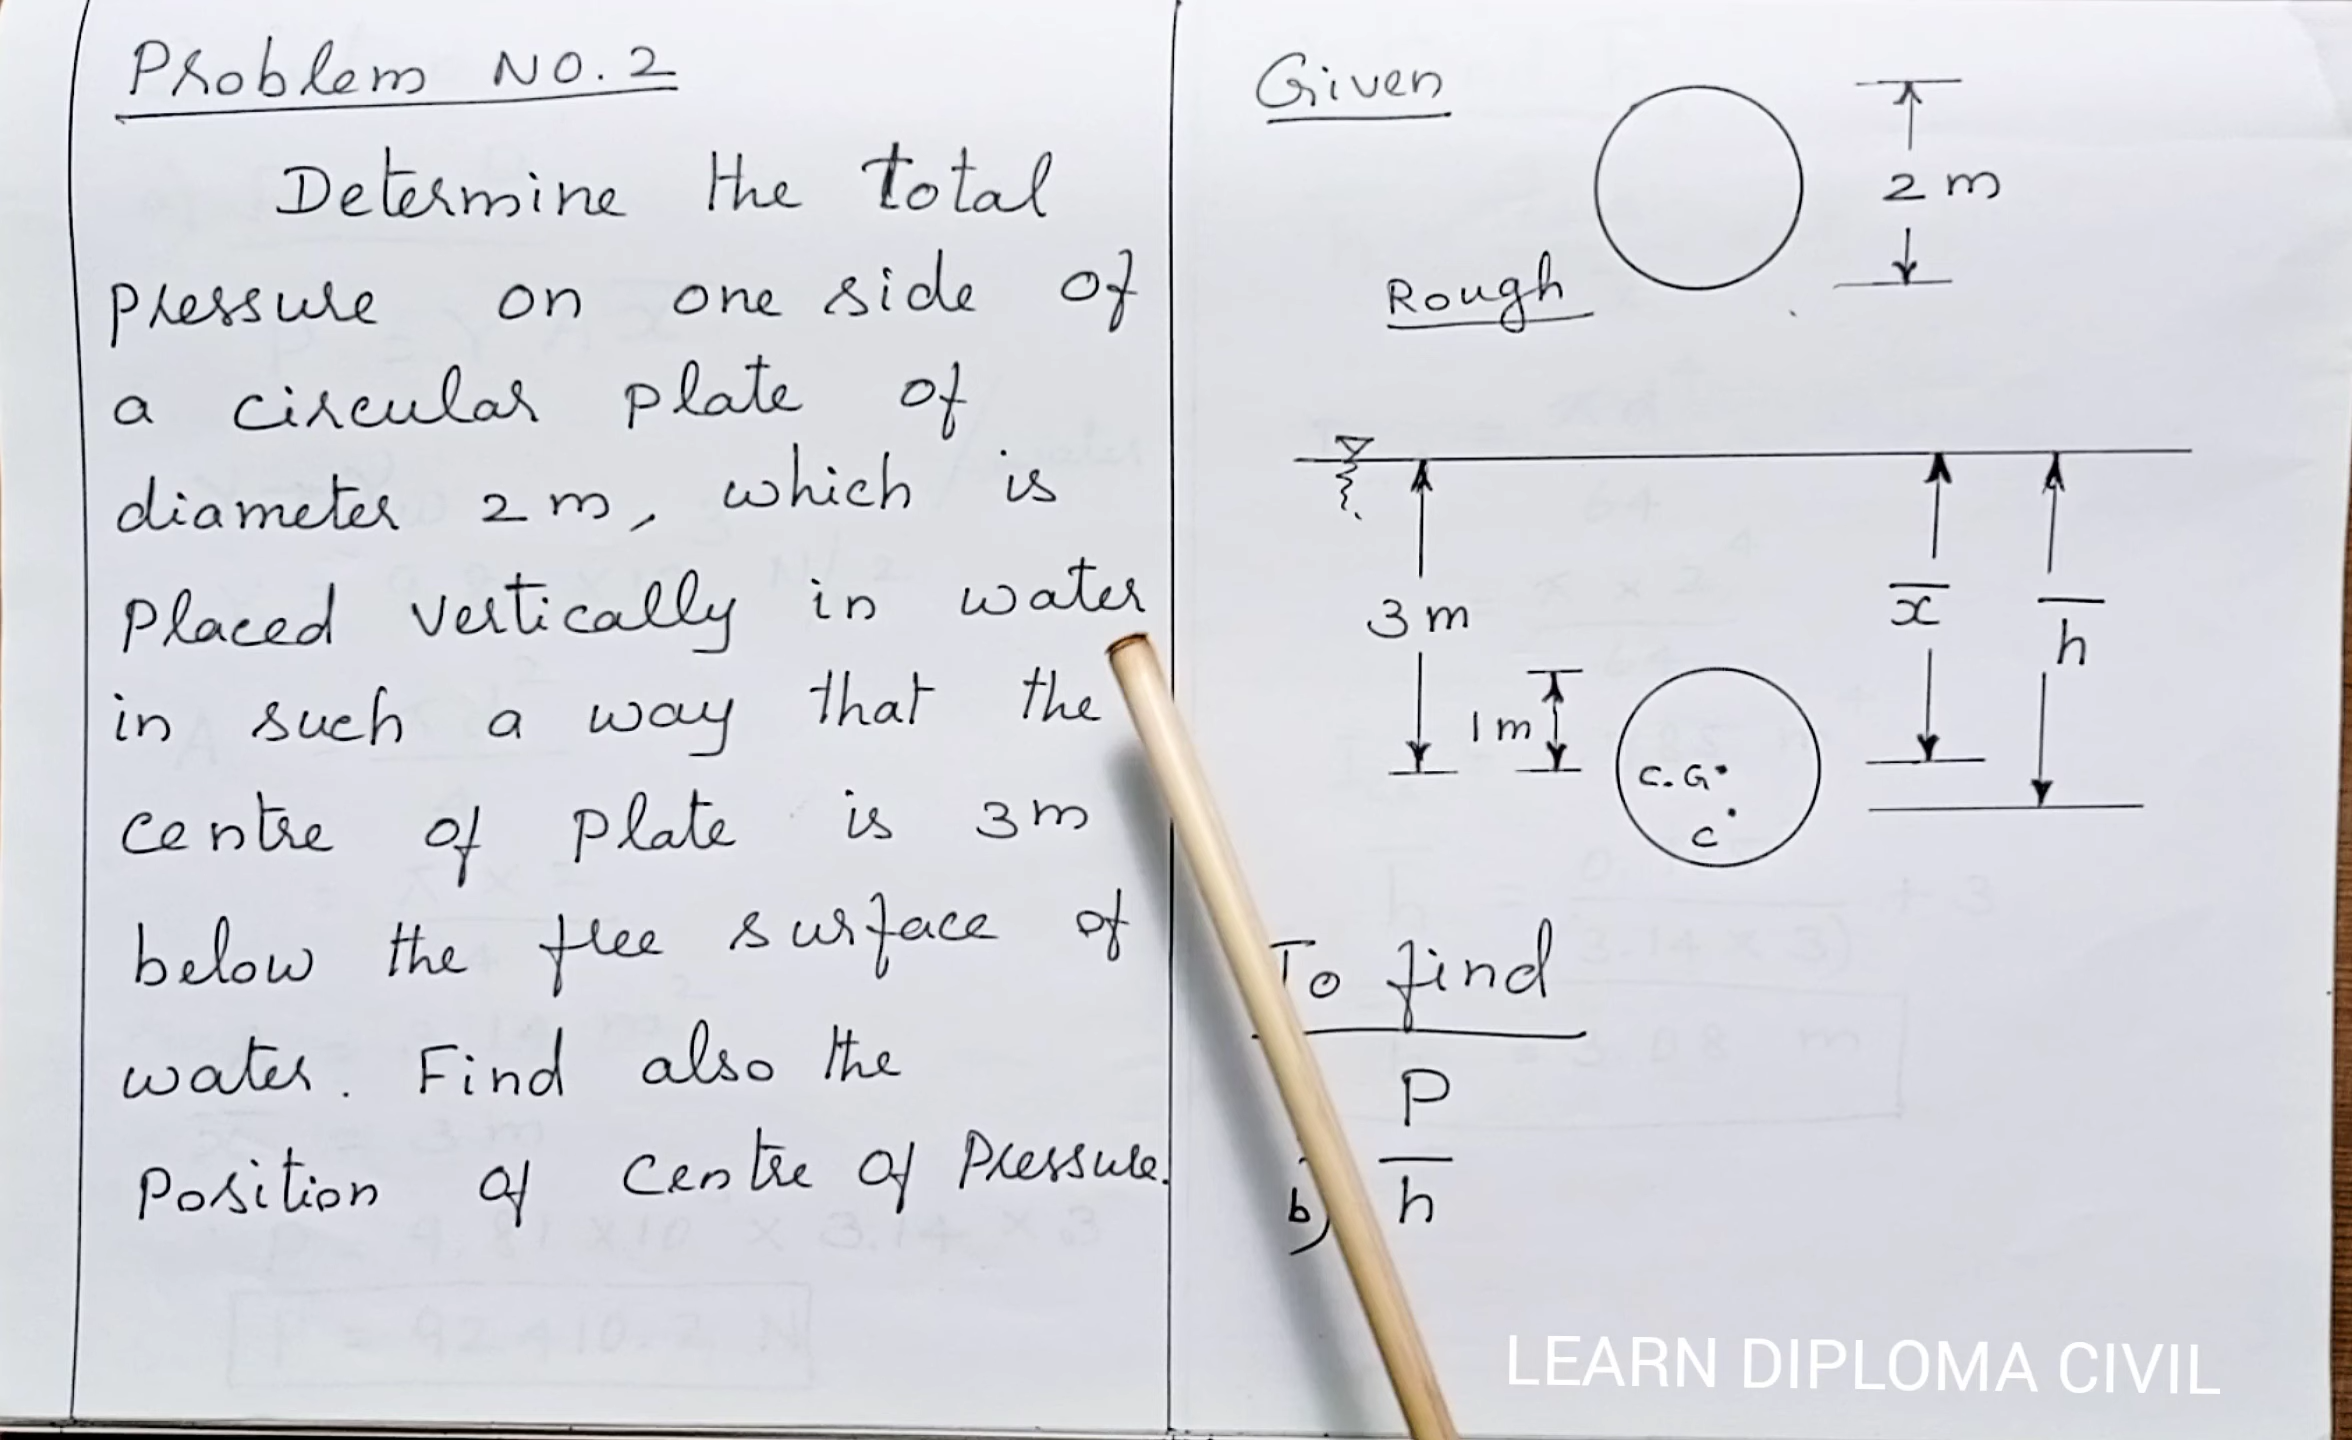 Problem NO. 2
Determine the total
pressure on one side of
a circular plate of
diameter 2 m, which is
placed vertically in water
in such a way that the
centre of plate is 3m
below the free surface of
water. Find also the
Position of centre of Pressure.
Given
2 m
Rough
3 m
1 m
C.G
c
x̅
h̅
To find
P
b) h̅
LEARN DIPLOMA CIVIL